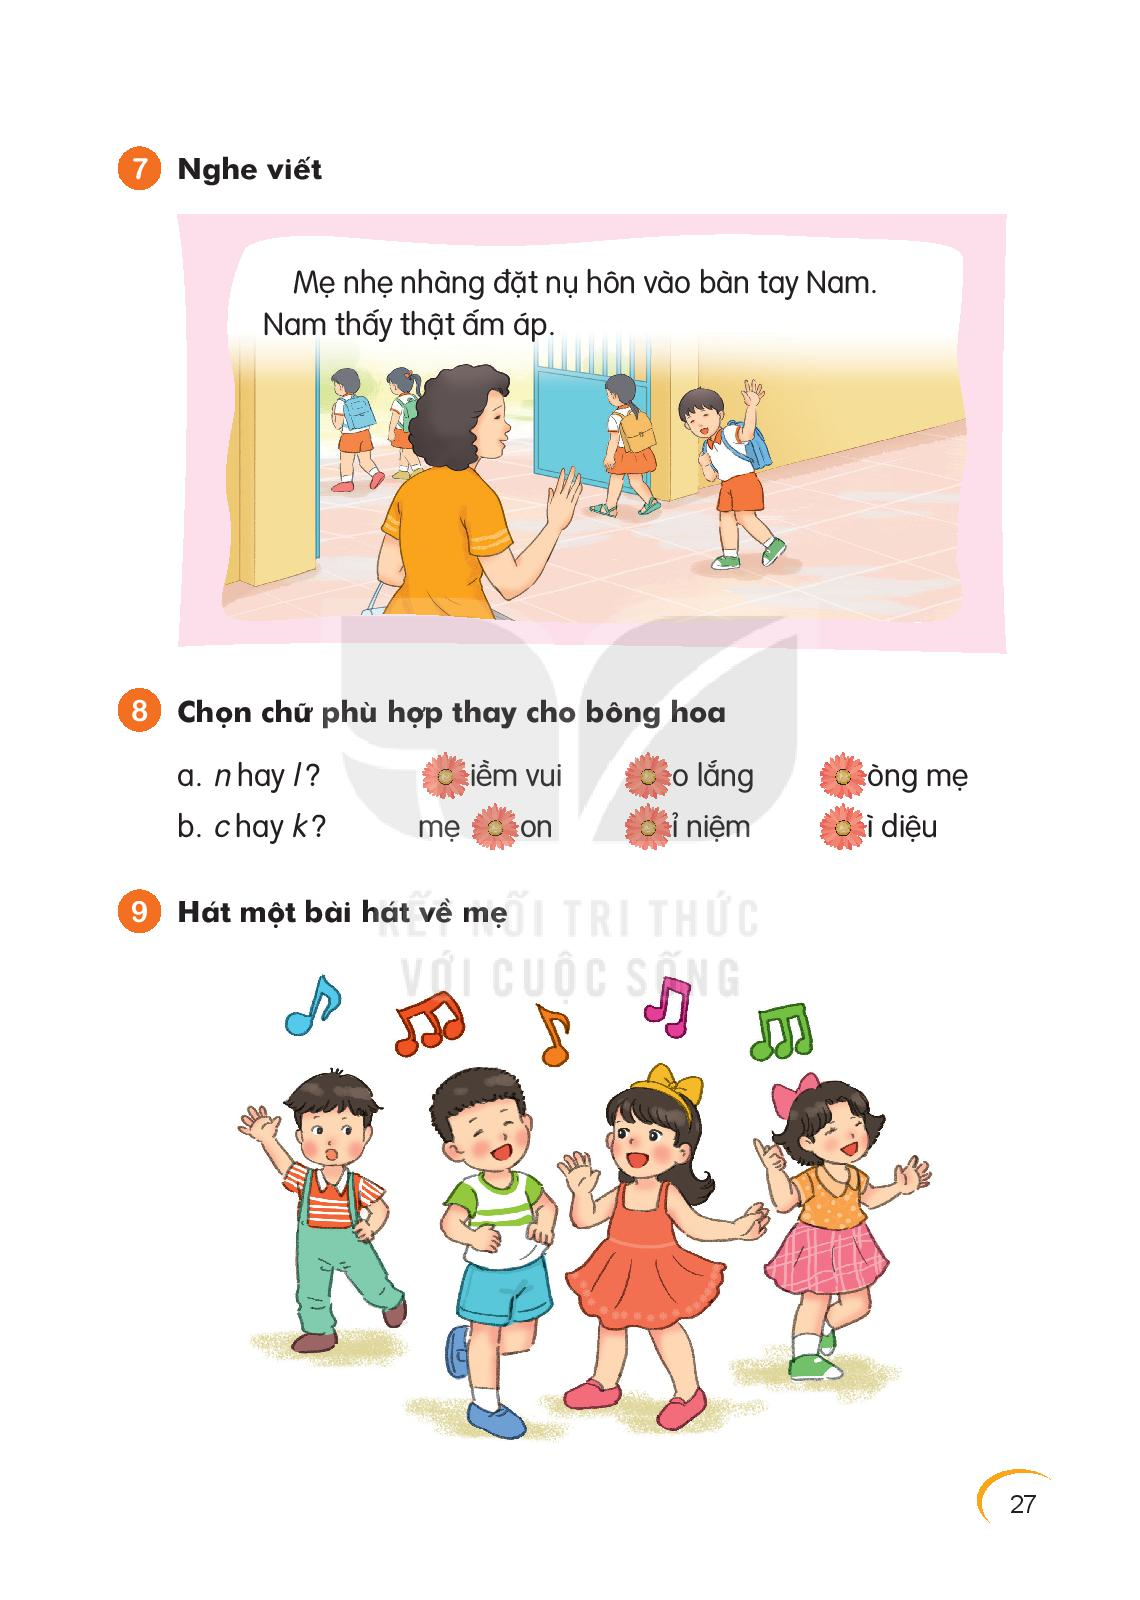 7 Nghe viết
Mẹ nhẹ nhàng đặt nụ hôn vào bàn tay Nam.
Nam thấy thật ấm áp.
8 Chọn chữ phù hợp thay cho bông hoa
a. n hay l? iềm vui o lắng òng mẹ
b. c hay k? mẹ on ỉ niệm ì diệu
9 Hát một bài hát về mẹ
KẾT NỐI TRI THỨC
VỚI CUỘC SỐNG
27